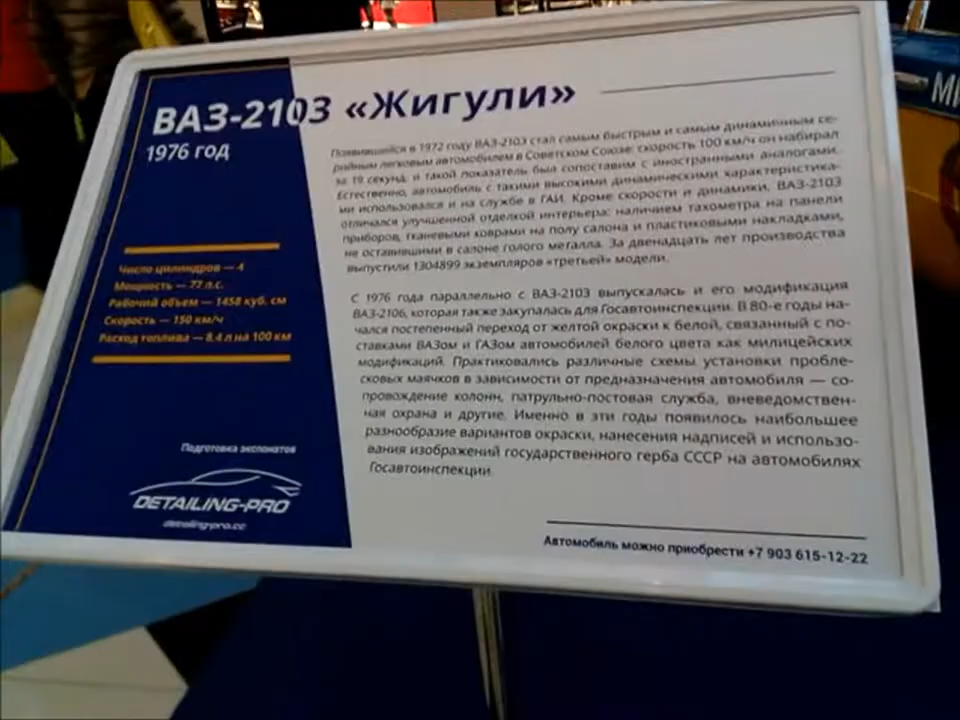 ВАЗ-2103 «Жигули»
1976 год
Число цилиндров — 4
Мощность — 77 л.с.
Рабочий объем — 1458 куб. см
Скорость — 150 км/ч
Расход топлива — 8,4 л на 100 км
Подготовка экспонатов
DETAILING-PRO
detailing-pro.cc
Появившийся в 1972 году ВАЗ-2103 стал самым быстрым и самым динамичным се-
рийным легковым автомобилем в Советском Союзе: скорость 100 км/ч он набирал
за 19 секунд, и такой показатель был сопоставим с иностранными аналогами.
Естественно, автомобиль с такими высокими динамическими характеристика-
ми использовался и на службе в ГАИ. Кроме скорости и динамики, ВАЗ-2103
отличался улучшенной отделкой интерьера: наличием тахометра на панели
приборов, тканевыми коврами на полу салона и пластиковыми накладками,
не оставившими в салоне голого металла. За двенадцать лет производства
выпустили 1304899 экземпляров «третьей» модели.
С 1976 года параллельно с ВАЗ-2103 выпускалась и его модификация
ВАЗ-2106, которая также закупалась для Госавтоинспекции. В 80-е годы на-
чался постепенный переход от желтой окраски к белой, связанный с по-
ставками ВАЗом и ГАЗом автомобилей белого цвета как милицейских
модификаций. Практиковались различные схемы установки пробле-
сковых маячков в зависимости от предназначения автомобиля — со-
провождение колонн, патрульно-постовая служба, вневедомствен-
ная охрана и другие. Именно в эти годы появилось наибольшее
разнообразие вариантов окраски, нанесения надписей и использо-
вания изображений государственного герба СССР на автомобилях
Госавтоинспекции.
Автомобиль можно приобрести +7 903 615-12-22
МИ